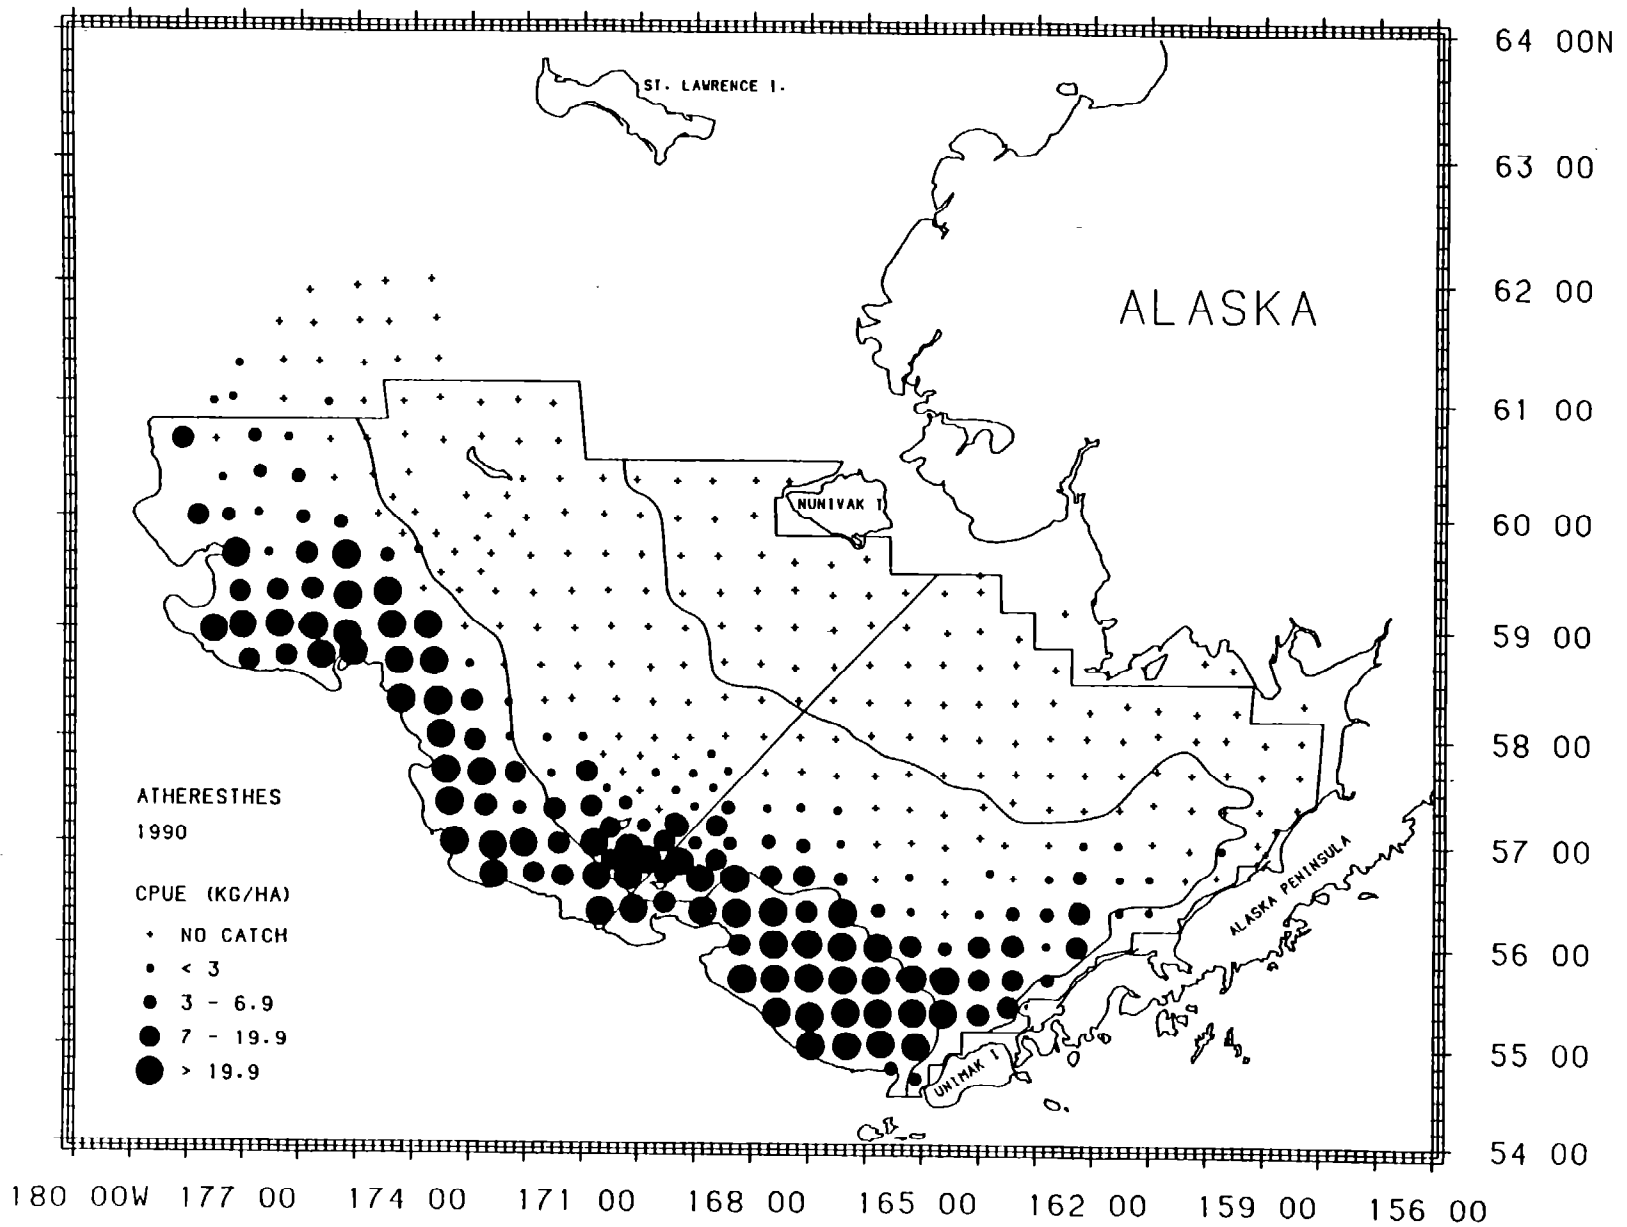 64 00N
ST. LAWRENCE I.
63 00
ALASKA
62 00
61 00
NUNIVAK I
60 00
59 00
58 00
ATHERESTHES
1990
57 00
ALASKA PENINSULA
CPUE (KG/HA)
+ NO CATCH
< 3
3 - 6.9
7 - 19.9
> 19.9
56 00
55 00
UNIMAK I
54 00
180 00W 177 00 174 00 171 00 168 00 165 00 162 00 159 00 156 00